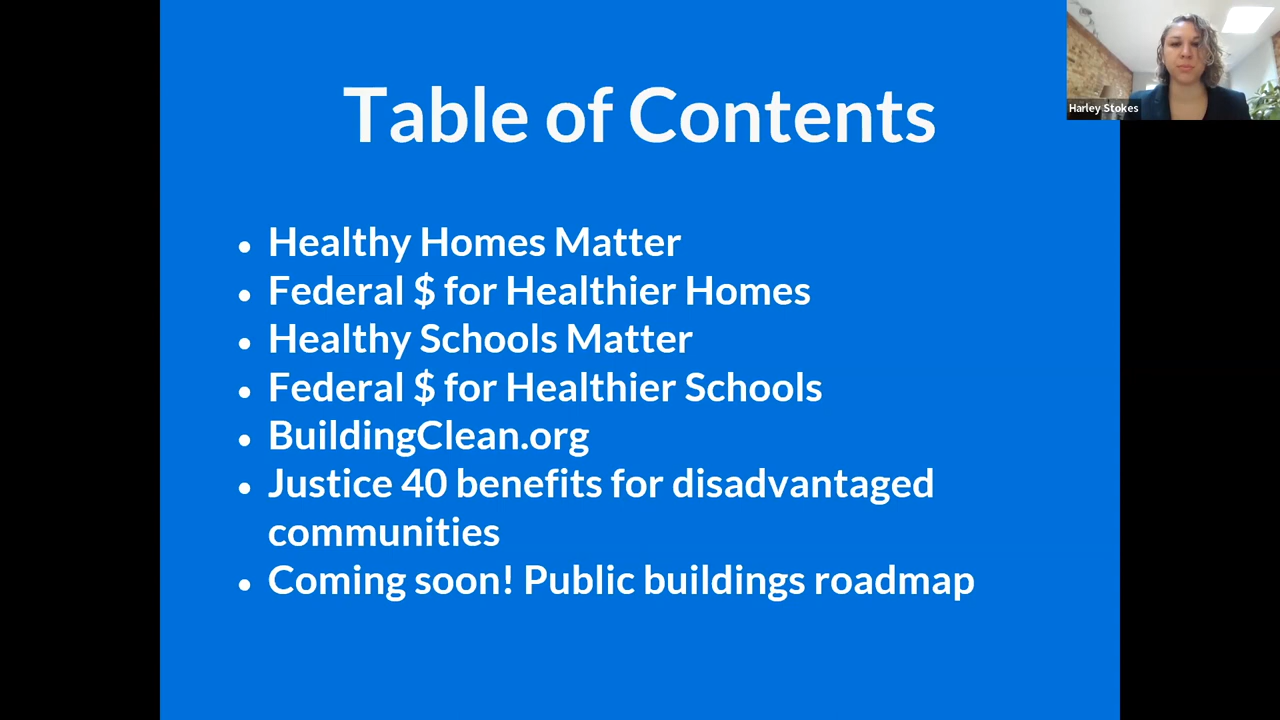 Table of Contents
Harley Stokes
• Healthy Homes Matter
• Federal $ for Healthier Homes
• Healthy Schools Matter
• Federal $ for Healthier Schools
• BuildingClean.org
• Justice 40 benefits for disadvantaged
communities
• Coming soon! Public buildings roadmap